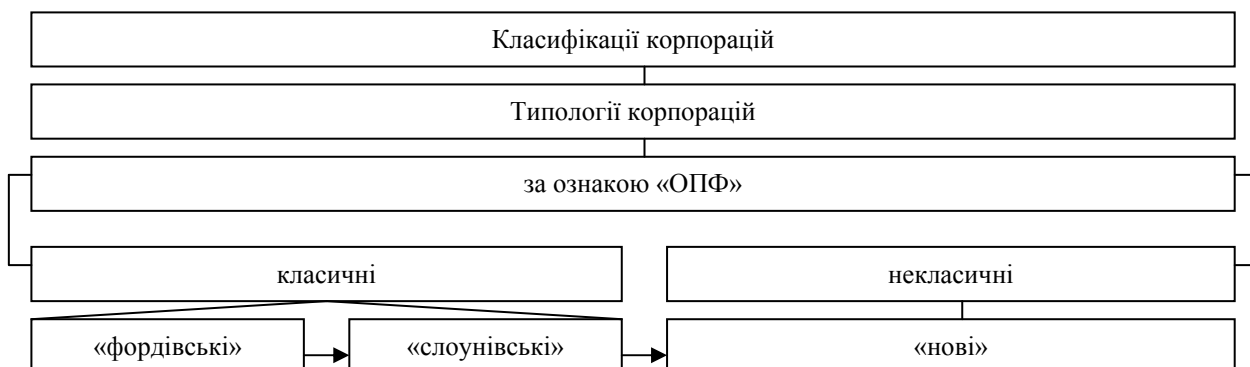 Класифікації корпорацій
Типології корпорацій
за ознакою «ОПФ»
класичні
некласичні
«фордівські»
«слоунівські»
«нові»